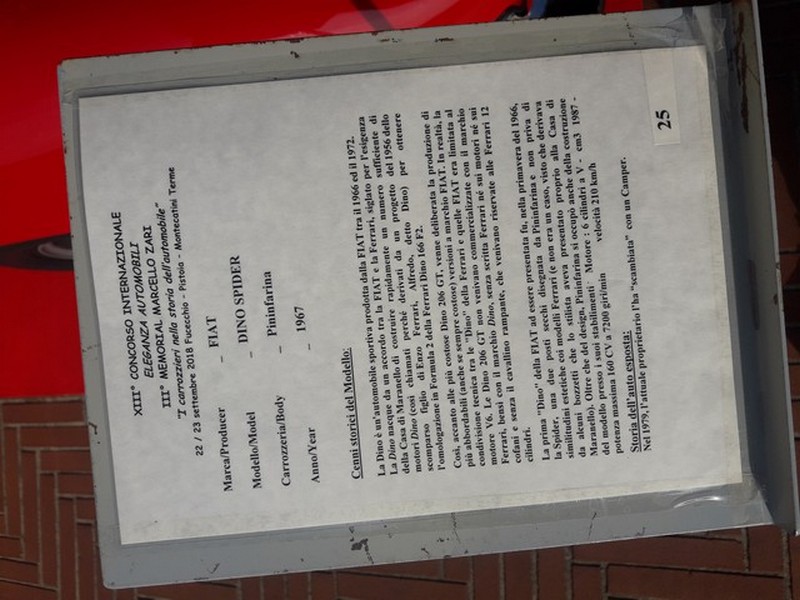 XIII° CONCORSO INTERNAZIONALE
ELEGANZA AUTOMOBILI
III° MEMORIAL MARCELLO ZARI
"I carrozzieri nella storia dell'automobile"
22 / 23 settembre 2018 Fucecchio - Pistoia - Montecatini Terme
Marca/Producer – FIAT
Modello/Model – DINO SPIDER
Carrozzeria/Body – Pininfarina
Anno/Year – 1967
Cenni storici del Modello:
La Dino è un'automobile sportiva prodotta dalla FIAT tra il 1966 ed il 1972.
La Dino nacque da un accordo tra la FIAT e la Ferrari, siglato per l'esigenza
della Casa di Maranello di costruire rapidamente un numero sufficiente di
motori Dino (così chiamati perché derivati da un progetto del 1956 dello
scomparso figlio di Enzo Ferrari, Alfredo, detto Dino) per ottenere
l'omologazione in Formula 2 della Ferrari Dino 166 F2.
Così, accanto alle più costose Dino 206 GT, venne deliberata la produzione di
più abbordabili (anche se sempre costose) versioni a marchio FIAT. In realtà, la
condivisione tecnica tra le "Dino" della Ferrari e quelle FIAT era limitata al
motore V6. Le Dino 206 GT non venivano commercializzate con il marchio
Ferrari, bensì con il marchio Dino, senza scritta Ferrari né sui motori né sui
cofani e senza il cavallino rampante, che venivano riservate alle Ferrari 12
cilindri.
La prima "Dino" della FIAT ad essere presentata fu, nella primavera del 1966,
la Spider, una due posti secchi disegnata da Pininfarina e non priva di
similitudini estetiche coi modelli Ferrari (e non era un caso, visto che derivava
da alcuni bozzetti che lo stilista aveva presentato proprio alla Casa di
Maranello). Oltre che del design, Pininfarina si occupò anche della costruzione
del modello presso i suoi stabilimenti Motore : 6 cilindri a V - cm3 1987 -
potenza massima 160 CV a 7200 giri/min velocità 210 km/h
Storia dell'auto esposta:
Nel 1979, l'attuale proprietario l'ha "scambiata" con un Camper.
25